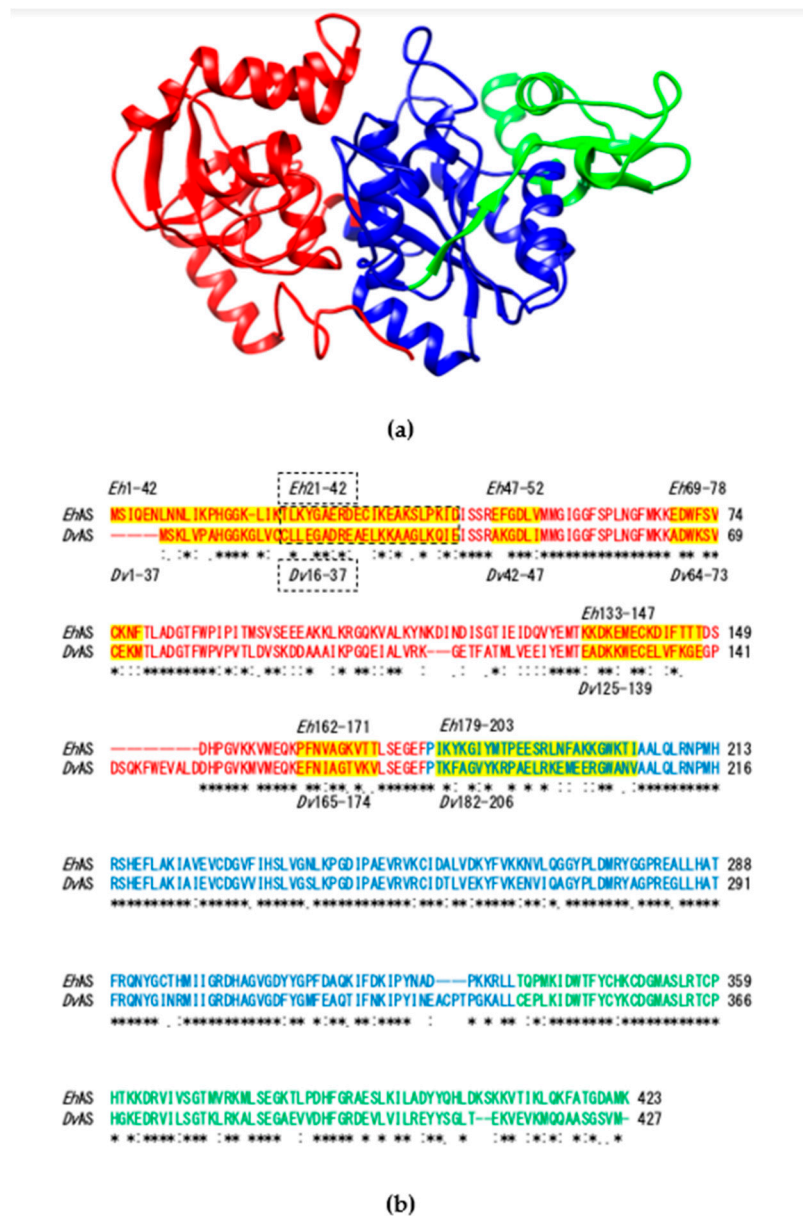 (a)
Eh1-42 Eh21-42 Eh47-52 Eh69-78
EhAS MSIQENLNNLIKPHGGK-LIKTLKYGAERDECIKEAKSLPKIDISSREFGDLVMMGIGGFSPLNGFMKKEDWFSV 74
DvAS -----MSKLVPAHGGKGLVCCLLEGADREAELKKAAGLKQIEISSRAKGDLIMMGIGGFSPLNGFMKKADWKSV 69
Dv1-37 Dv16-37 Dv42-47 Dv64-73
Eh133-147
EhAS CKNFTLADGTFWPIPITMSVSEEEAKKLKRGQKVALKYNKDINDISGTIEIDQVYEMTKKDKEMECKDIFTTTDS 149
DvAS CEKMTLADGTFWPVPVTLDVSKDDAAAIKPGQEIALVRK---GETFATMLVEEIYEMTEADKKWECELVFKGEGP 141
Dv125-139
Eh162-171 Eh179-203
EhAS -----------DHPGVKKVMEQKPFNVAGKVTTLSEGEFPIKYKGIYMTPEESRLNFAKKGWKTIAALQLRNPMH 213
DvAS DSQKFWEVALDDHPGVKMVMEQKEFNIAGTVKVLSEGEFPTKFAGVYKRPAELRKEMEERGWANVAALQLRNPMH 216
Dv165-174 Dv182-206
EhAS RSHEFLAKIAVEVCDGVFIHSLVGNLKPGDIPAEVRVKCIDALVDKYFVKKNVLQGGYPLDMRYGGPREALLHAT 288
DvAS RSHEFLAKIAIEVCDGVVIHSLVGSLKPGDIPAEVRVRCIDTLVEKYFVKENVIQAGYPLDMRYAGPREGLLHAT 291
EhAS FRQNYGCTHMIIGRDHAGVGDYYGPFDAQKIFDKIPYNAD----PKKRLLTQPMKIDWTFYCHKCDGMASLRTCP 359
DvAS FRQNYGINRMIIGRDHAGVGDFYGMFEAQTIFNKIPYINEACPTPGKALLCEPLKIDWTFYCYKCDGMASLRTCP 366
EhAS HTKKDRVIVSGTMVRKMLSEGKTLPDHFGRAESLKILADYYQHLDKSKKVTIKLQKFATGDAMK 423
DvAS HGKEDRVILSGTKLRKALSEGAEVVDHFGRDEVLVILREYYSGLT--EKVEVKMQQAASGSVM- 427
(b)